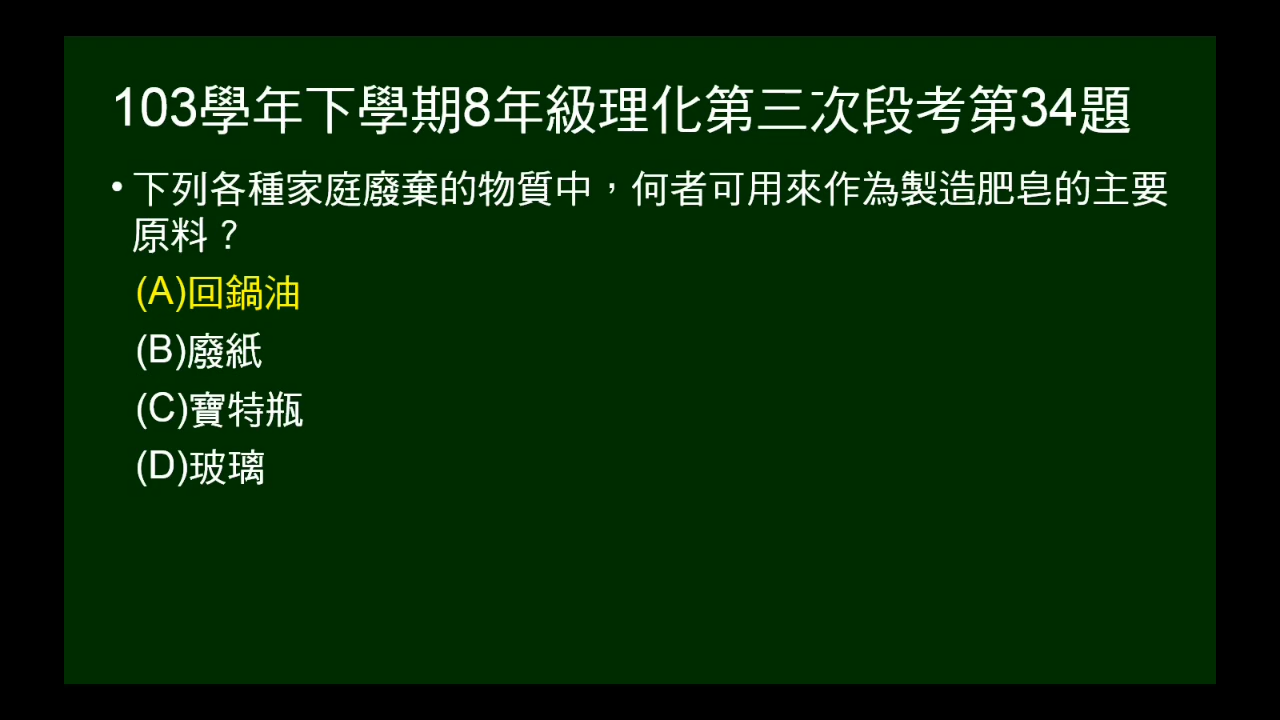 103學年下學期8年級理化第三次段考第34題
• 下列各種家庭廢棄的物質中，何者可用來作為製造肥皂的主要
原料？
(A)回鍋油
(B)廢紙
(C)寶特瓶
(D)玻璃